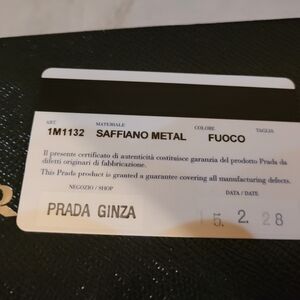 ART. MATERIALE COLORE TAGLIA
1M1132 SAFFIANO METAL FUOCO
Il presente certificato di autenticità costituisce garanzia del prodotto Prada da
difetti originari di fabbricazione.
This Prada product is granted a guarantee covering all manufacturing defects.
NEGOZIO / SHOP DATA / DATE
PRADA GINZA 15. 2. 28
R